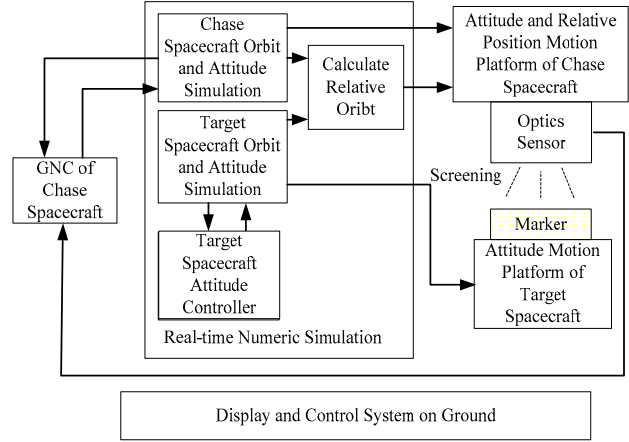 Chase
Spacecraft Orbit
and Attitude
Simulation
Calculate
Relative
Oribt
Attitude and Relative
Position Motion
Platform of Chase
Spacecraft
Optics
Sensor
Target
Spacecraft Orbit
and Attitude
Simulation
GNC of
Chase
Spacecraft
Screening
Marker
Target
Spacecraft
Attitude
Controller
Attitude Motion
Platform of
Target
Spacecraft
Real-time Numeric Simulation
Display and Control System on Ground